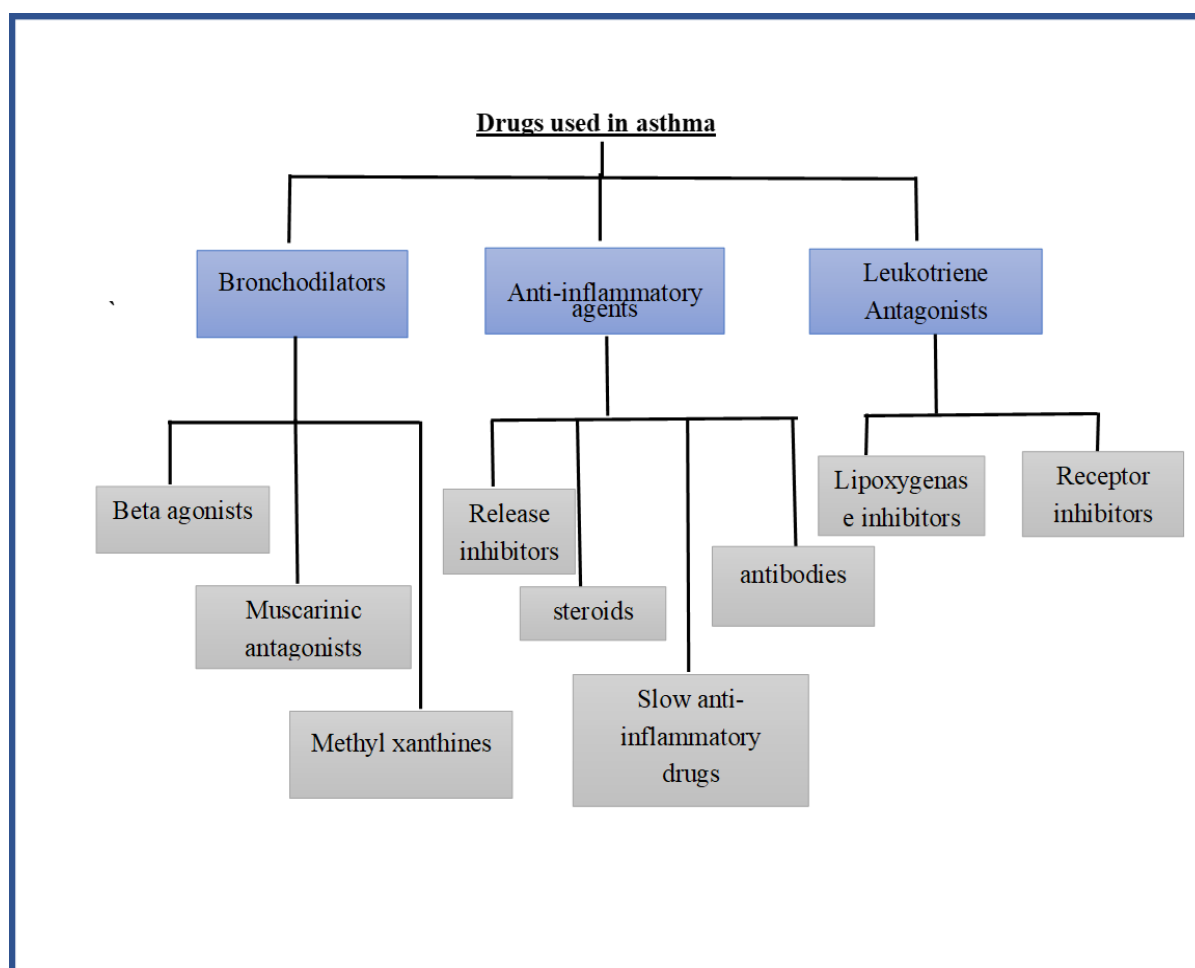 Drugs used in asthma
Bronchodilators
Anti-inflammatory
agents
Leukotriene
Antagonists
`
Beta agonists
Muscarinic
antagonists
Methyl xanthines
Release
inhibitors
steroids
Slow anti-
inflammatory
drugs
antibodies
Lipoxygenas
e inhibitors
Receptor
inhibitors